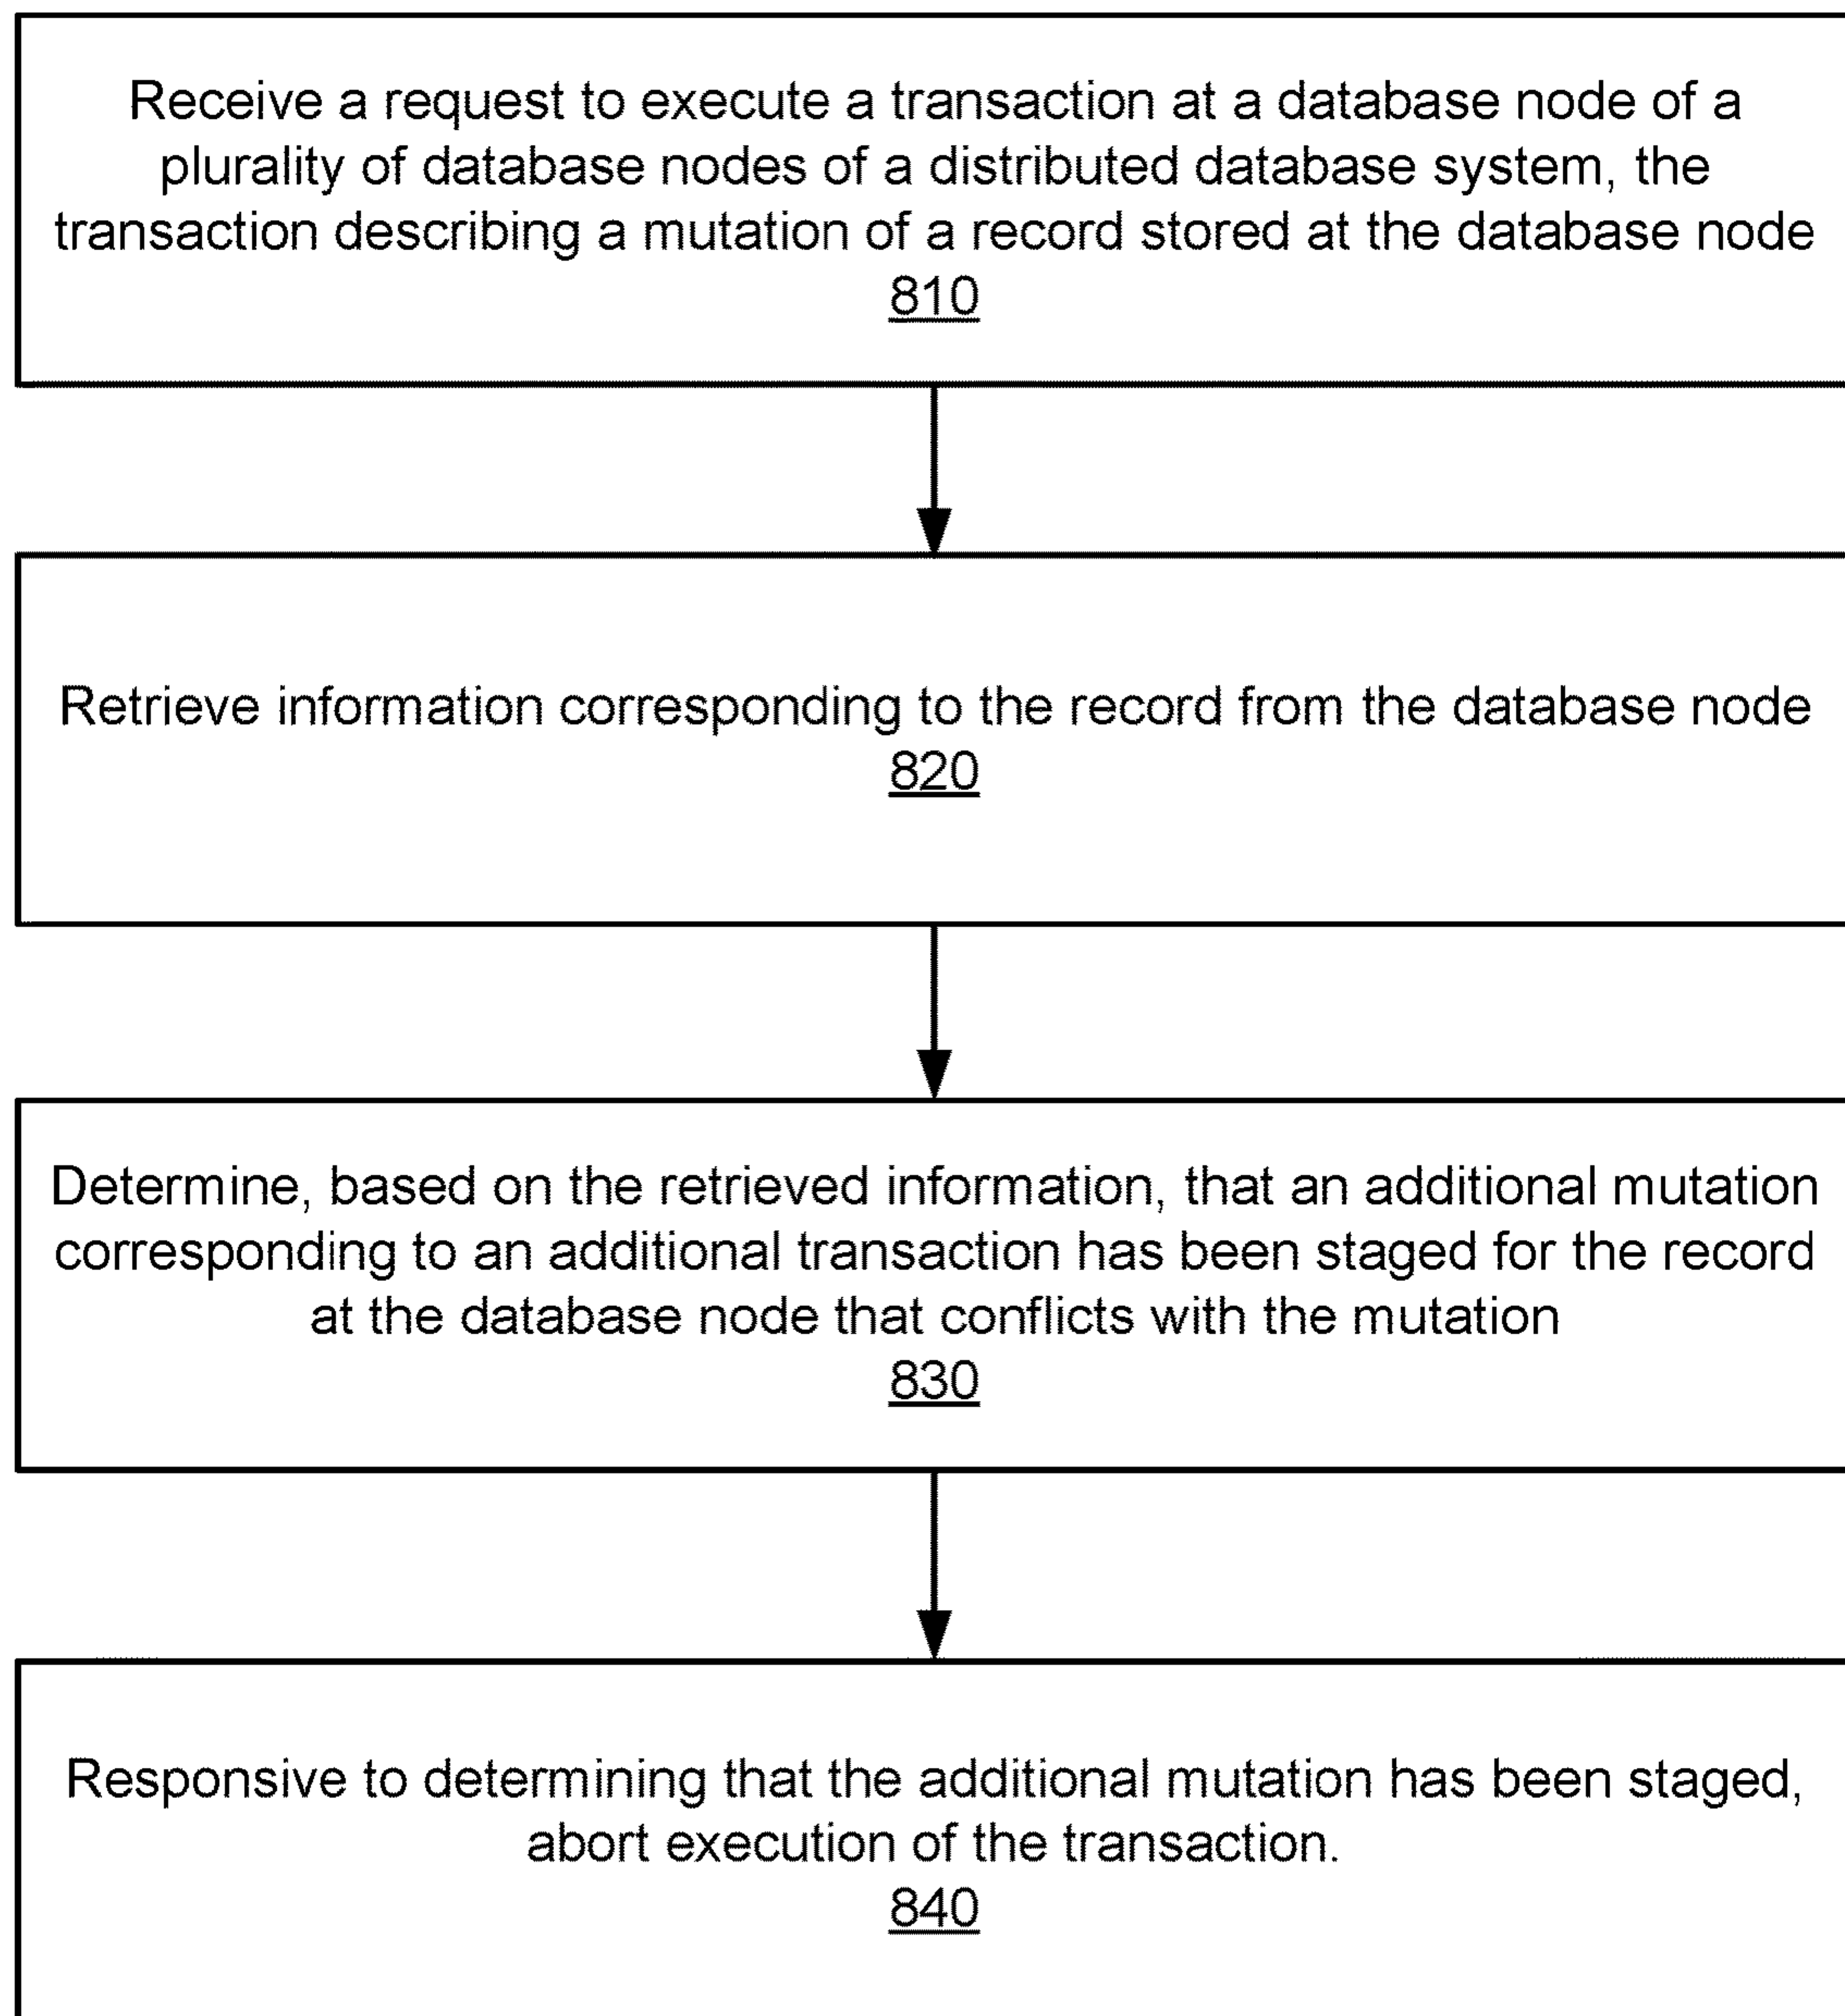 Receive a request to execute a transaction at a database node of a
plurality of database nodes of a distributed database system, the
transaction describing a mutation of a record stored at the database node
810
Retrieve information corresponding to the record from the database node
820
Determine, based on the retrieved information, that an additional mutation
corresponding to an additional transaction has been staged for the record
at the database node that conflicts with the mutation
830
Responsive to determining that the additional mutation has been staged,
abort execution of the transaction.
840